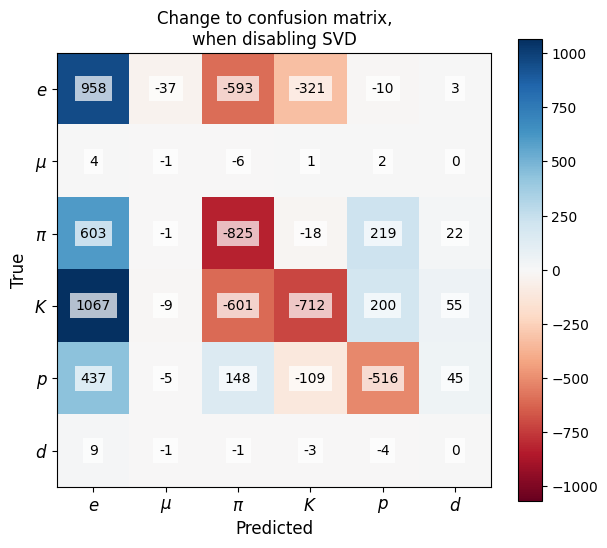 Change to confusion matrix,
when disabling SVD
e 958 -37 -593 -321 -10 3
μ 4 -1 -6 1 2 0
π 603 -1 -825 -18 219 22
K 1067 -9 -601 -712 200 55
p 437 -5 148 -109 -516 45
d 9 -1 -1 -3 -4 0
e μ π K p d
Predicted
True
1000
750
500
250
0
−250
−500
−750
−1000